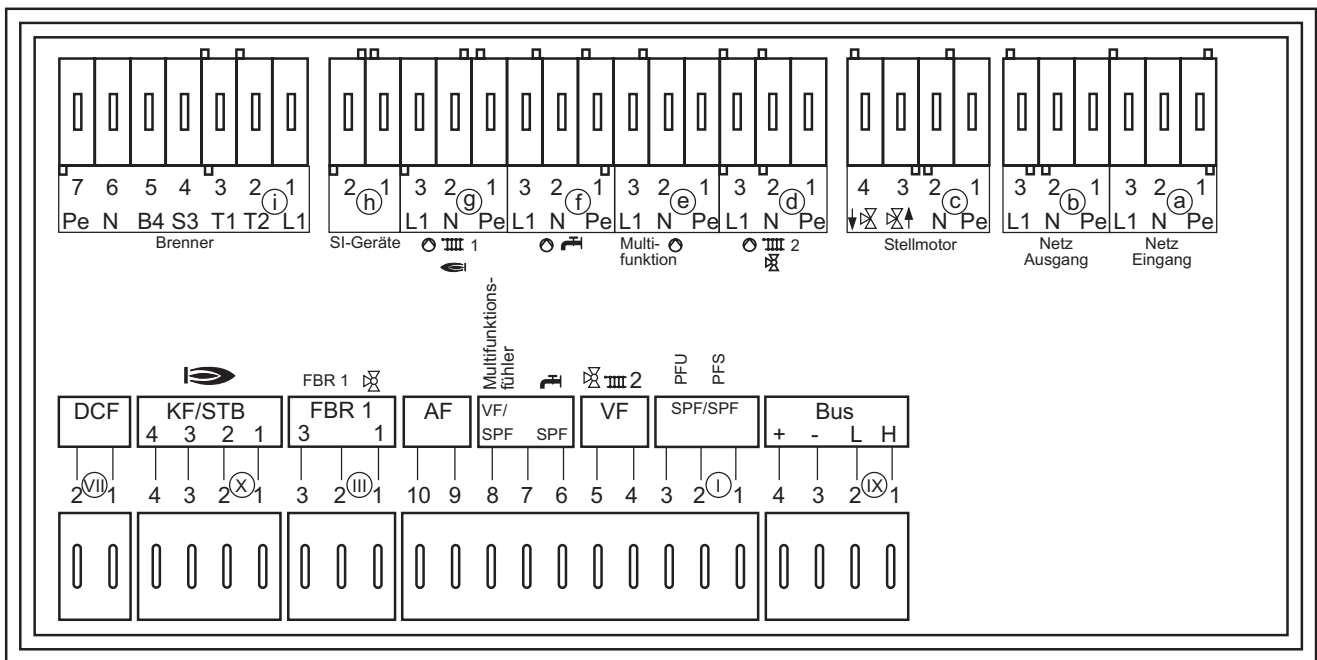 7 6 5 4 3 2 1 i
Pe N B4 S3 T1 T2 L1
Brenner
2 1 h
SI-Geräte
3 2 1 g
L1 N Pe
1
3 2 1 f
L1 N Pe
3 2 1 e
L1 N Pe
Multi-
funktion
3 2 1 d
L1 N Pe
2
4 3 2 1 c
N Pe
Stellmotor
3 2 1 b
L1 N Pe
Netz
Ausgang
3 2 1 a
L1 N Pe
Netz
Eingang
DCF
2 VII 1
KF/STB
4 3 2 1
4 3 2 X 1
FBR 1
FBR 1
3 1
3 2 III 1
AF
10 9
Multifunktions-
fühler
VF/
SPF SPF
8 7 6
2
VF
5 4
PFU PFS
SPF/SPF
3 2 I 1
Bus
+ - L H
4 3 2 IX 1